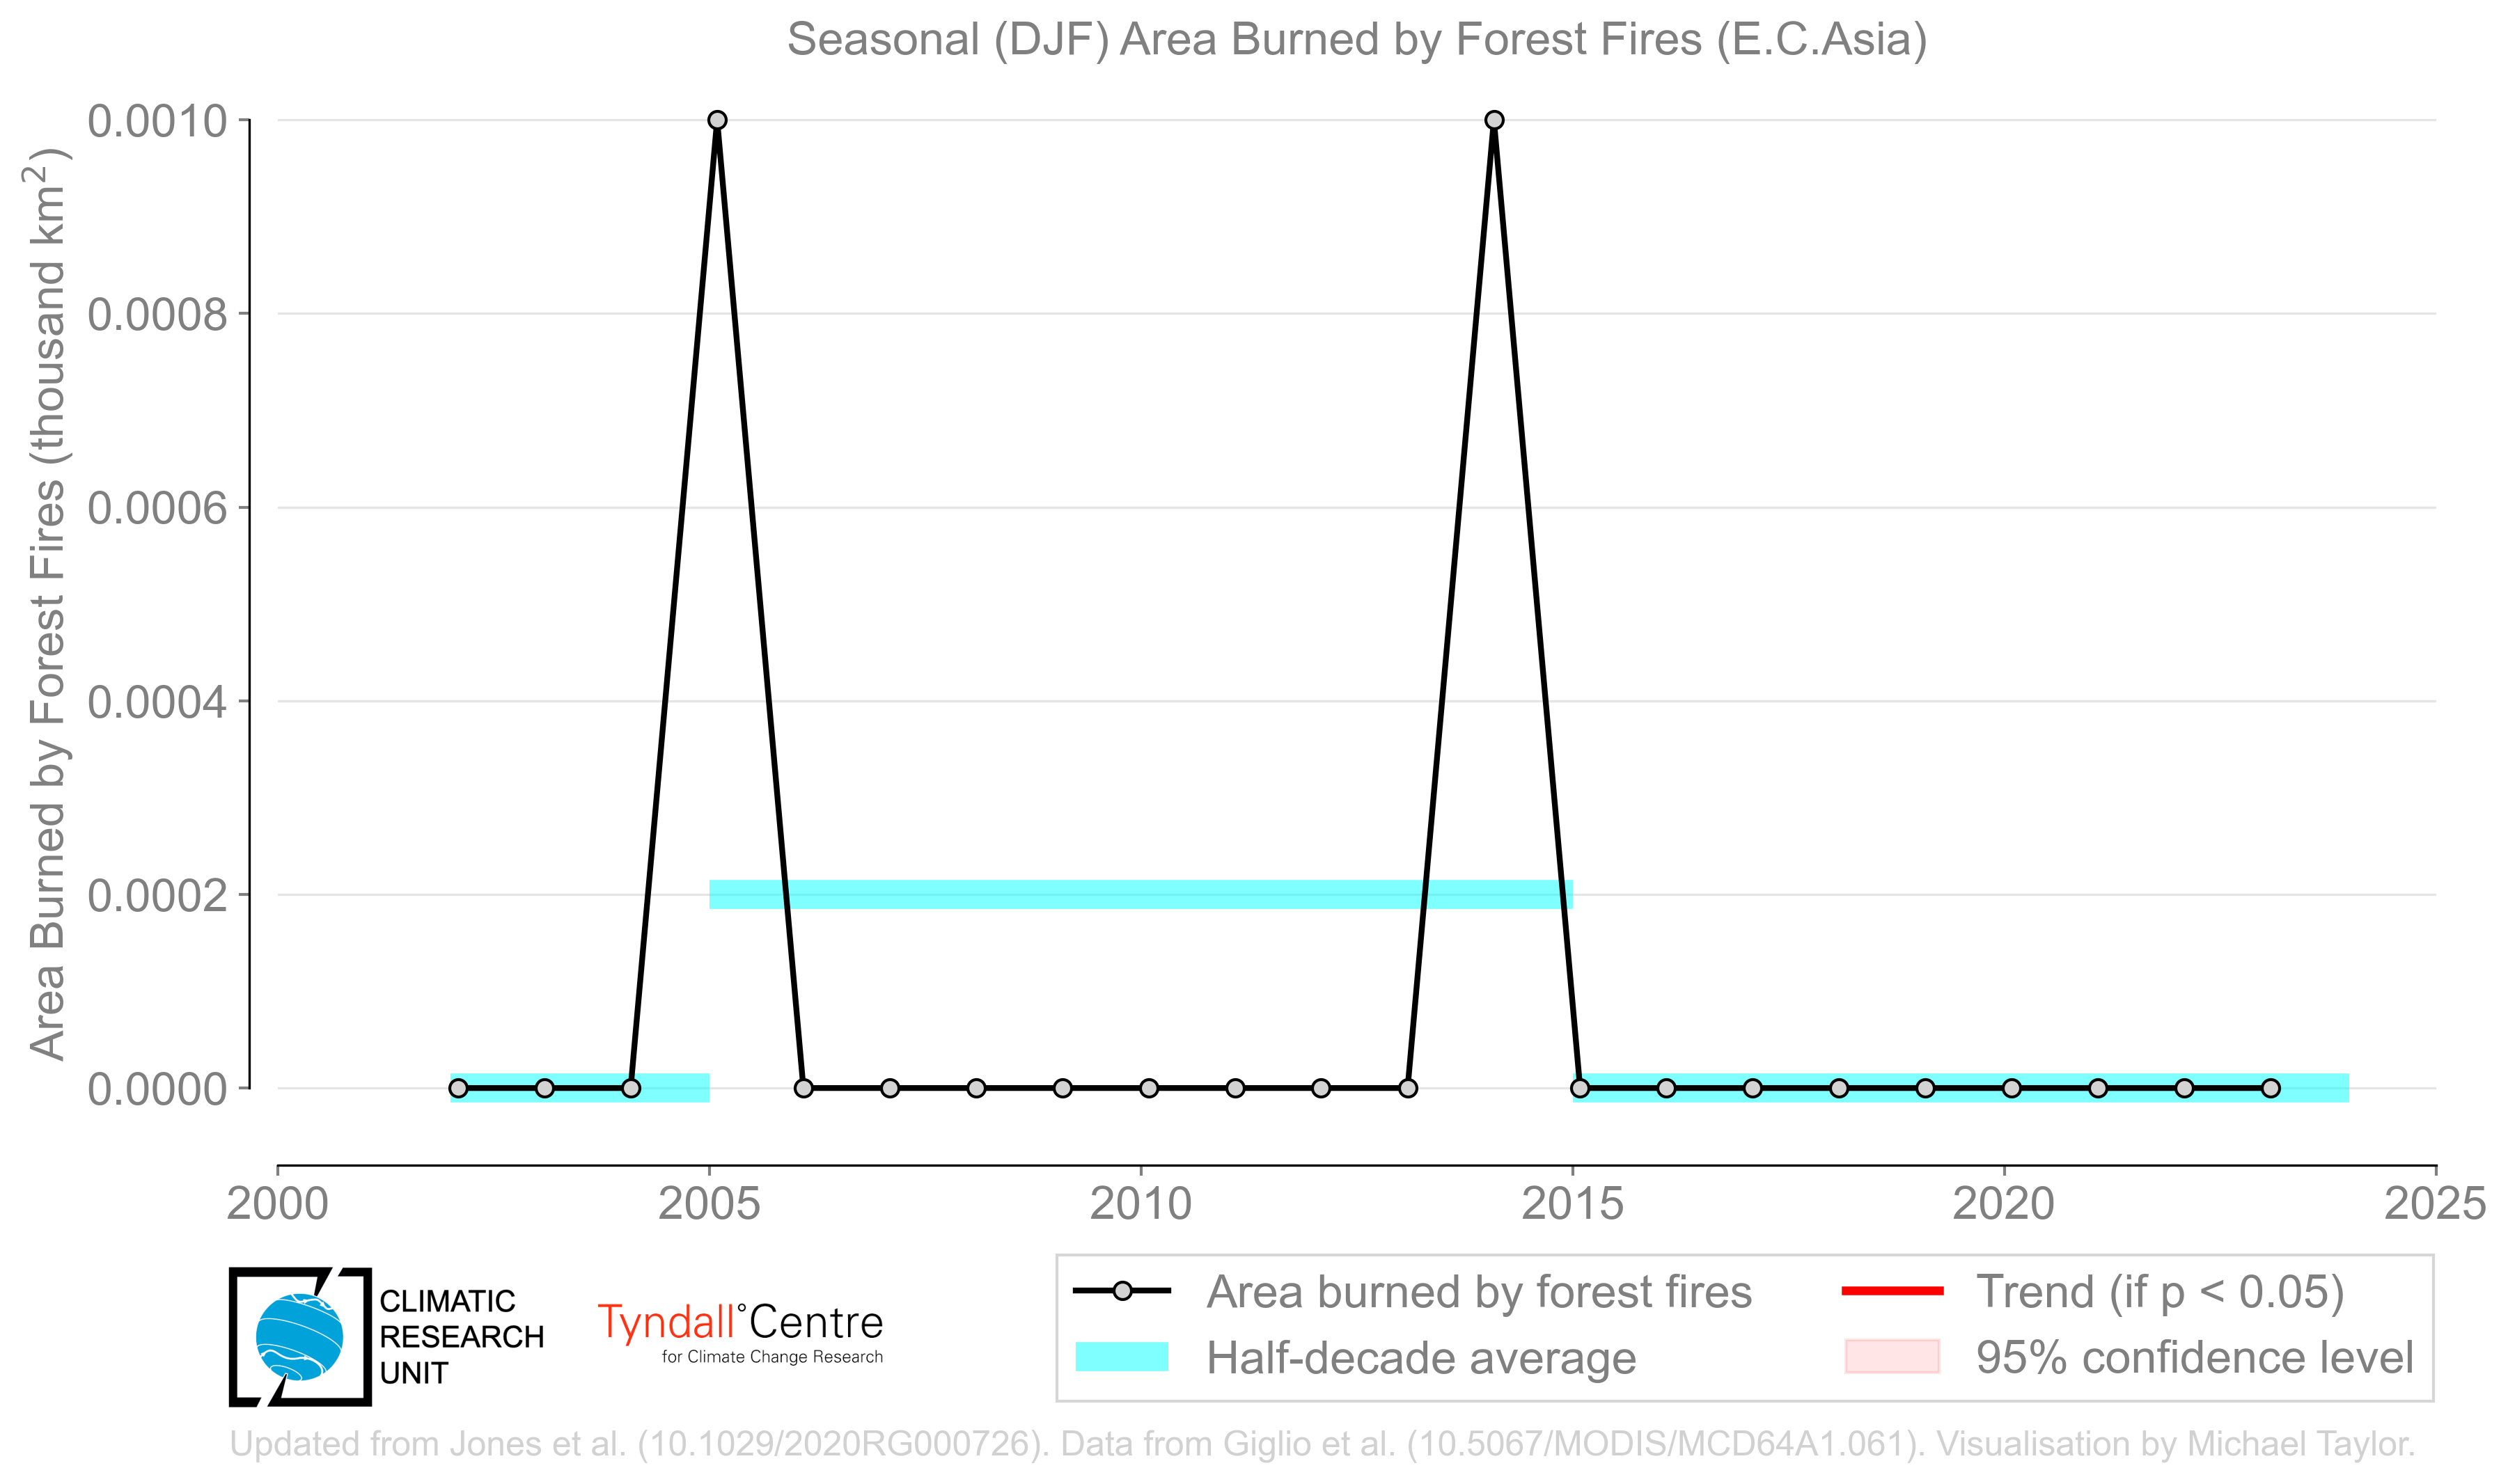 Seasonal (DJF) Area Burned by Forest Fires (E.C.Asia)
Area Burned by Forest Fires (thousand km²)
0.0010
0.0008
0.0006
0.0004
0.0002
0.0000
2000 2005 2010 2015 2020 2025
CLIMATIC
RESEARCH
UNIT
Tyndall°Centre
for Climate Change Research
Area burned by forest fires
Half-decade average
Trend (if p < 0.05)
95% confidence level
Updated from Jones et al. (10.1029/2020RG000726). Data from Giglio et al. (10.5067/MODIS/MCD64A1.061). Visualisation by Michael Taylor.